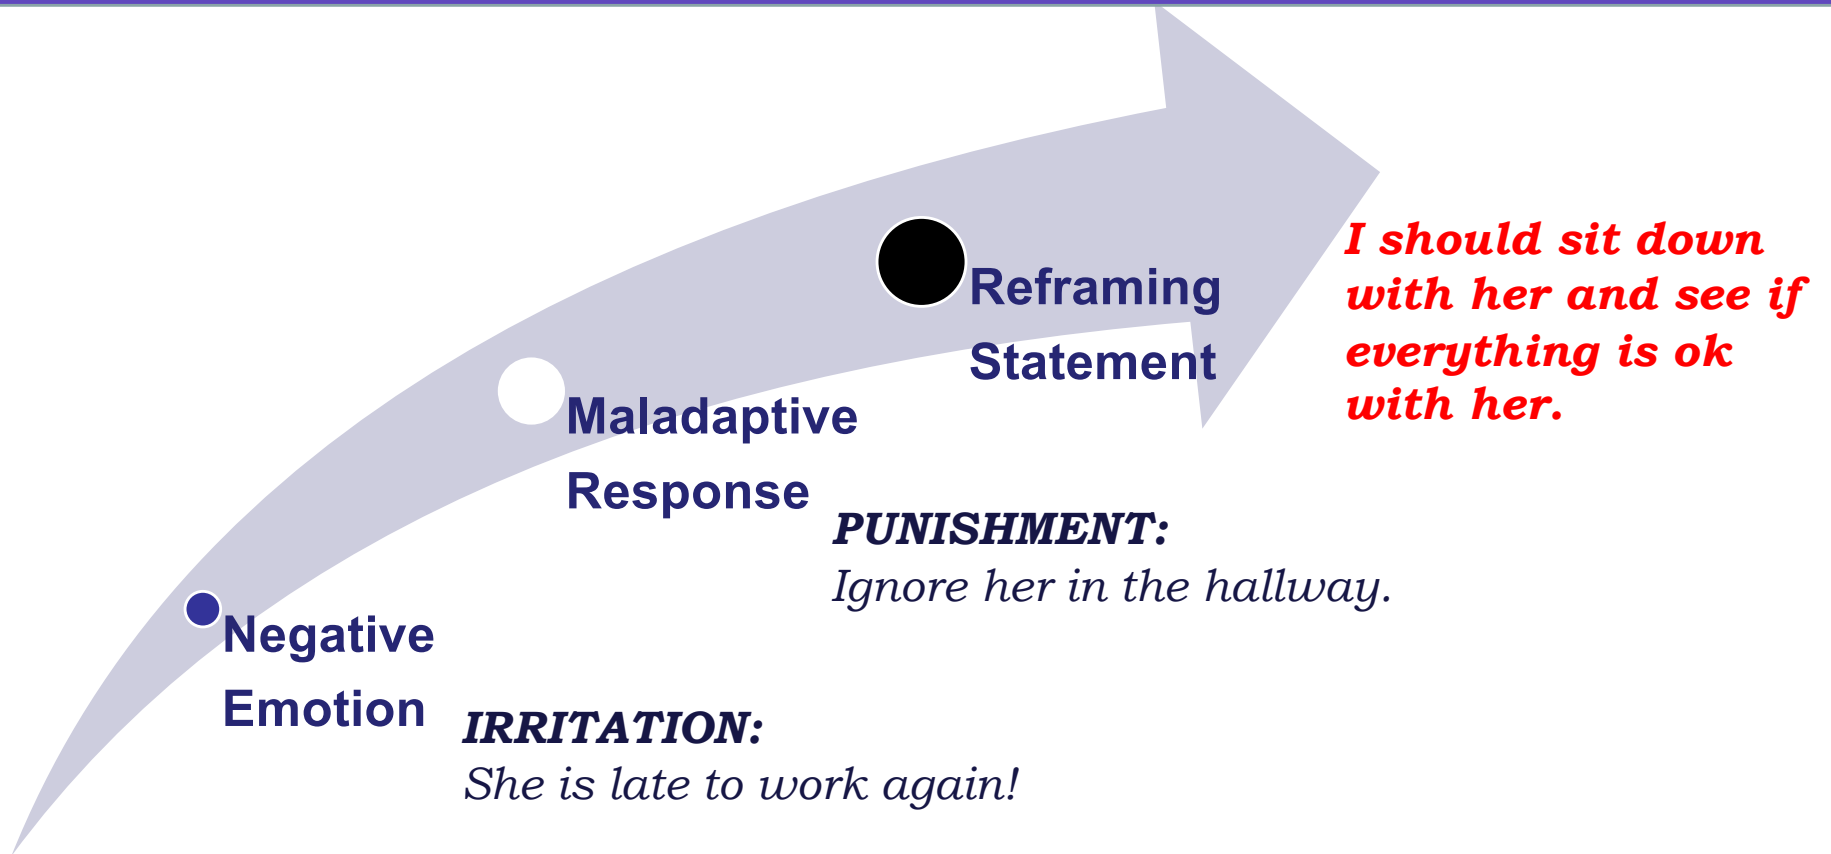 Negative
Emotion
IRRITATION:
She is late to work again!
Maladaptive
Response
PUNISHMENT:
Ignore her in the hallway.
Reframing
Statement
I should sit down
with her and see if
everything is ok
with her.